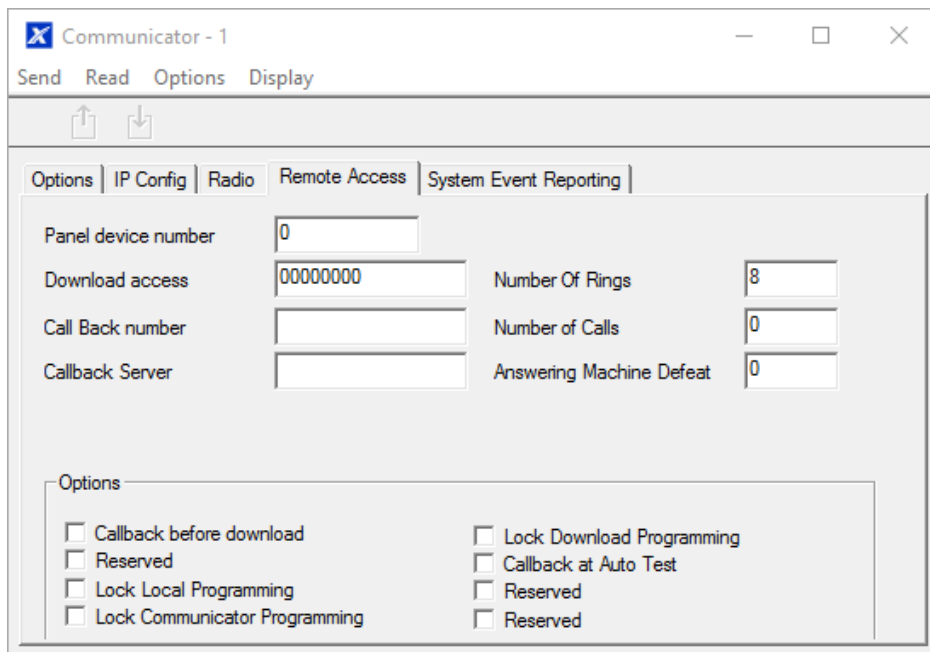 Communicator - 1
Send Read Options Display
Options IP Config Radio Remote Access System Event Reporting
Panel device number 0
Download access 00000000 Number Of Rings 8
Call Back number Number of Calls 0
Callback Server Answering Machine Defeat 0
Options
Callback before download Lock Download Programming
Reserved Callback at Auto Test
Lock Local Programming Reserved
Lock Communicator Programming Reserved